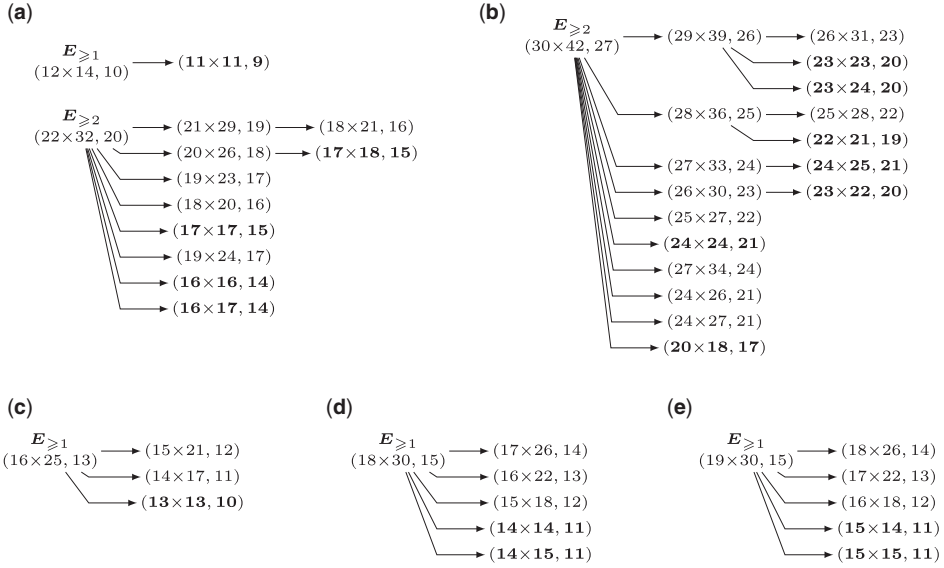 (a)
E⩾1
(12×14, 10) (11×11, 9)
E⩾2
(22×32, 20) (21×29, 19) (18×21, 16)
(20×26, 18) (17×18, 15)
(19×23, 17)
(18×20, 16)
(17×17, 15)
(19×24, 17)
(16×16, 14)
(16×17, 14)
(b)
E⩾2
(30×42, 27) (29×39, 26) (26×31, 23)
(23×23, 20)
(23×24, 20)
(28×36, 25) (25×28, 22)
(22×21, 19)
(27×33, 24) (24×25, 21)
(26×30, 23) (23×22, 20)
(25×27, 22)
(24×24, 21)
(27×34, 24)
(24×26, 21)
(24×27, 21)
(20×18, 17)
(c)
E⩾1
(16×25, 13) (15×21, 12)
(14×17, 11)
(13×13, 10)
(d)
E⩾1
(18×30, 15) (17×26, 14)
(16×22, 13)
(15×18, 12)
(14×14, 11)
(14×15, 11)
(e)
E⩾1
(19×30, 15) (18×26, 14)
(17×22, 13)
(16×18, 12)
(15×14, 11)
(15×15, 11)